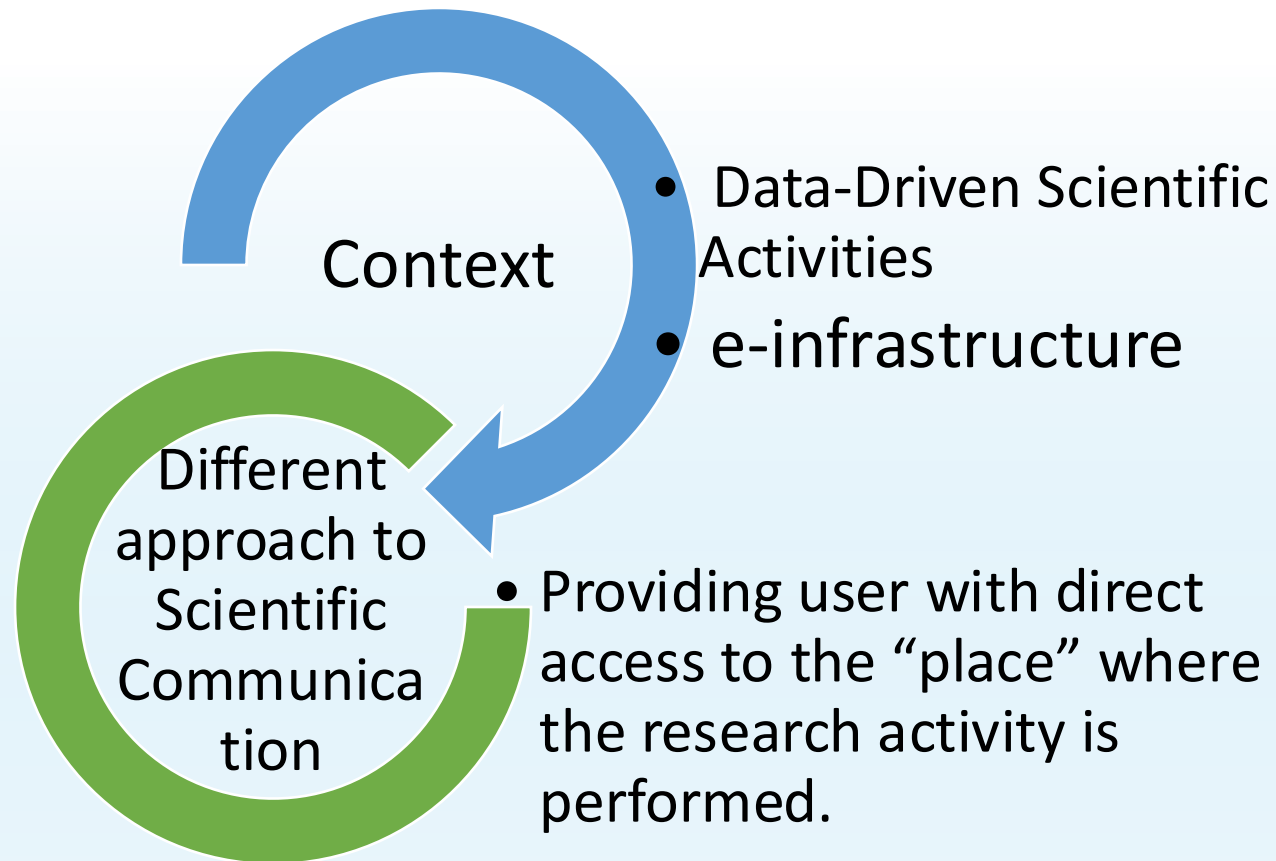 Context
• Data-Driven Scientific
Activities
• e-infrastructure
Different
approach to
Scientific
Communica
tion
• Providing user with direct
access to the “place” where
the research activity is
performed.